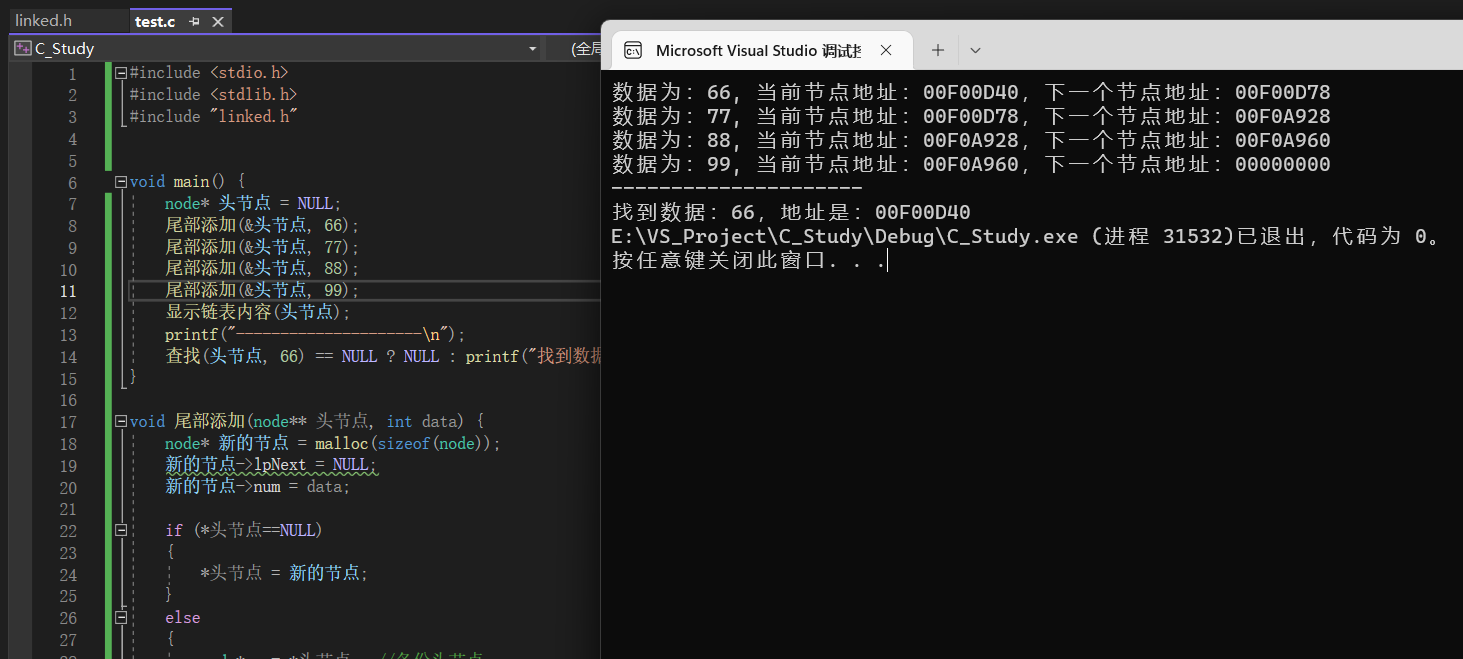 linked.h
test.c
C_Study
(全局
1 #include <stdio.h>
2 #include <stdlib.h>
3 #include "linked.h"
4
5
6 void main() {
7 node* 头节点 = NULL;
8 尾部添加(&头节点, 66);
9 尾部添加(&头节点, 77);
10 尾部添加(&头节点, 88);
11 尾部添加(&头节点, 99);
12 显示链表内容(头节点);
13 printf("---------------------\n");
14 查找(头节点, 66) == NULL ? NULL : printf("找到数据
15 }
16
17 void 尾部添加(node** 头节点, int data) {
18 node* 新的节点 = malloc(sizeof(node));
19 新的节点->lpNext = NULL;
20 新的节点->num = data;
21
22 if (*头节点==NULL)
23 {
24 *头节点 = 新的节点;
25 }
26 else
27 {
Microsoft Visual Studio 调试控
数据为: 66, 当前节点地址: 00F00D40, 下一个节点地址: 00F00D78
数据为: 77, 当前节点地址: 00F00D78, 下一个节点地址: 00F0A928
数据为: 88, 当前节点地址: 00F0A928, 下一个节点地址: 00F0A960
数据为: 99, 当前节点地址: 00F0A960, 下一个节点地址: 00000000
---------------------
找到数据: 66, 地址是: 00F00D40
E:\VS_Project\C_Study\Debug\C_Study.exe (进程 31532)已退出, 代码为 0。
按任意键关闭此窗口. . .